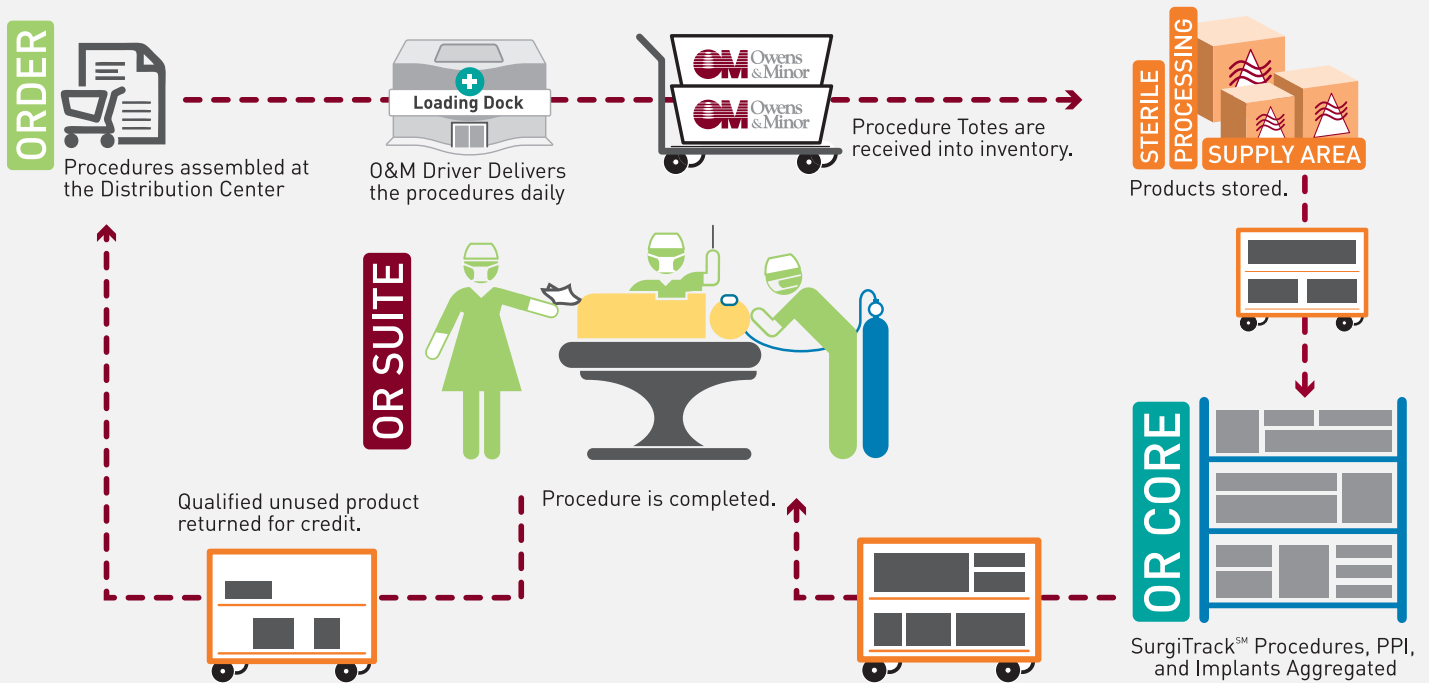 ORDER
Procedures assembled at
the Distribution Center
Loading Dock
O&M Driver Delivers
the procedures daily
OM Owens
& Minor
OM Owens
& Minor
Procedure Totes are
received into inventory.
STERILE
PROCESSING
SUPPLY AREA
Products stored.
OR SUITE
Procedure is completed.
OR CORE
SurgiTrack℠ Procedures, PPI,
and Implants Aggregated
Qualified unused product
returned for credit.